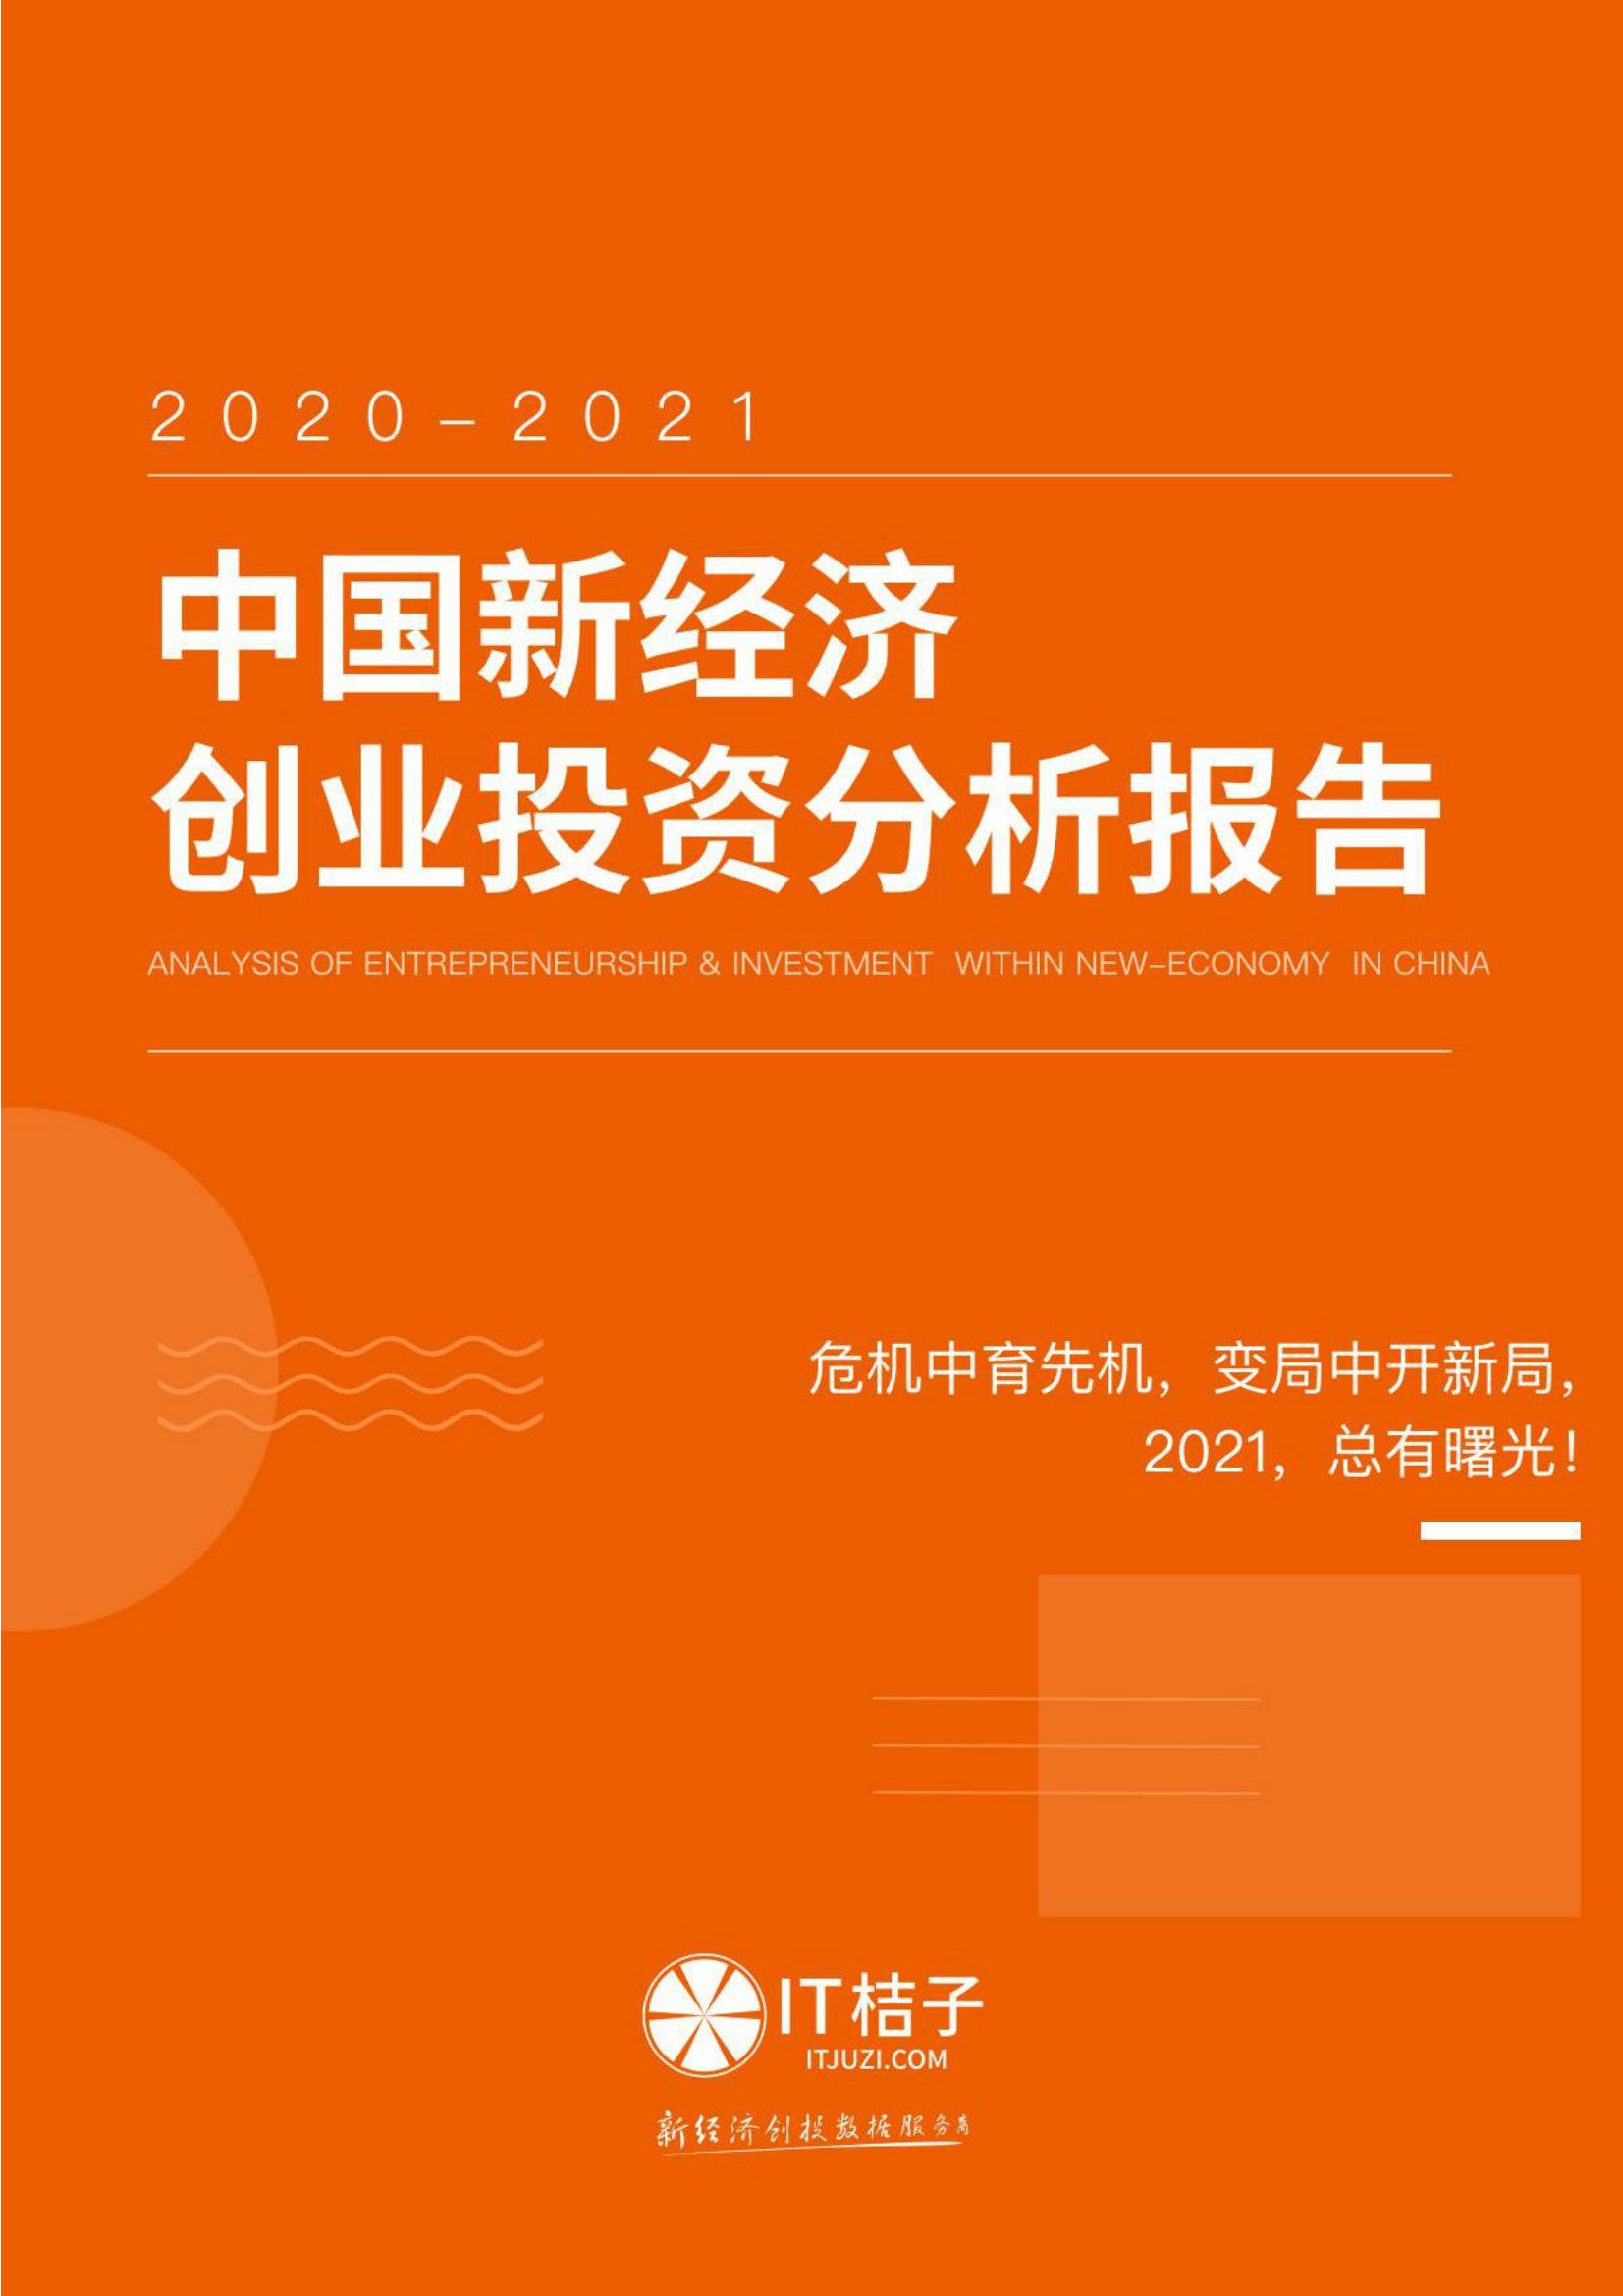 2020-2021
中国新经济
创业投资分析报告
ANALYSIS OF ENTREPRENEURSHIP & INVESTMENT WITHIN NEW-ECONOMY IN CHINA
危机中育先机，变局中开新局，
2021，总有曙光！
IT桔子
ITJUZI.COM
新经济创投数据服务商